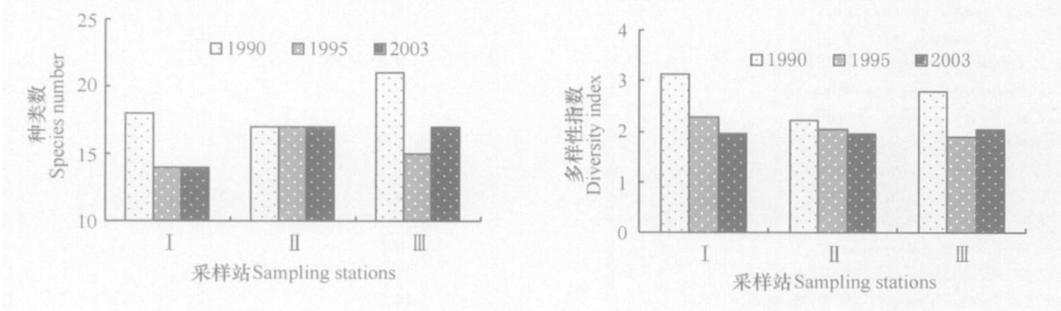 25
20
15
10
种类数
Species number
1990 1995 2003
Ⅰ Ⅱ Ⅲ
采样站Sampling stations
4
3
2
1
0
多样性指数
Diversity index
1990 1995 2003
Ⅰ Ⅱ Ⅲ
采样站Sampling stations